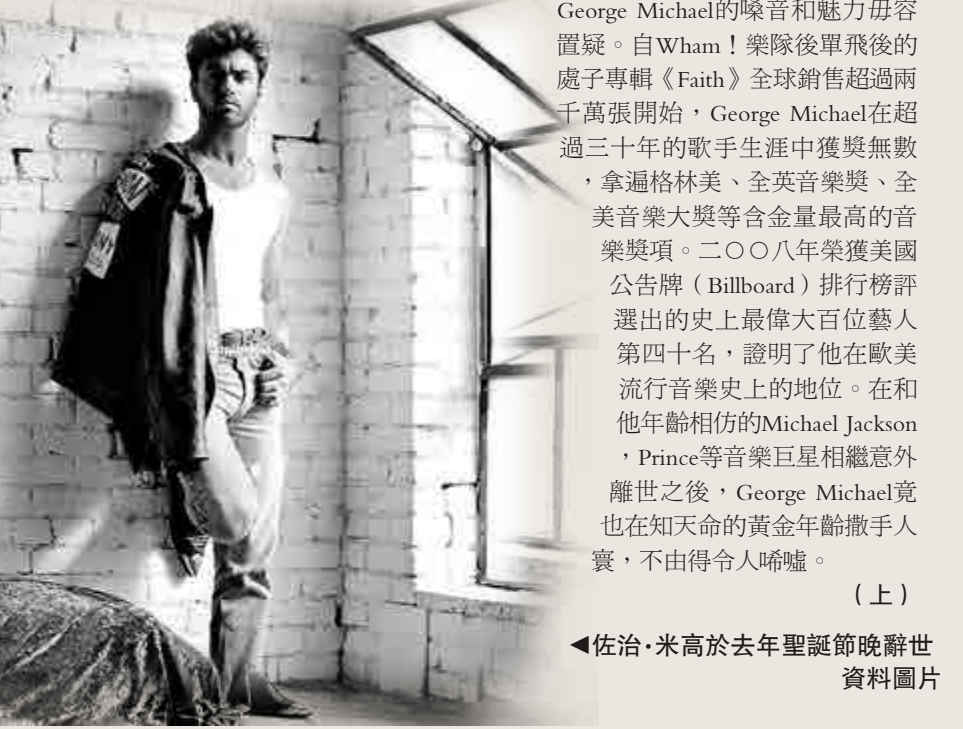 George Michael的嗓音和魅力毋容
置疑。自Wham！樂隊後單飛後的
處子專輯《Faith》全球銷售超過兩
千萬張開始，George Michael在超
過三十年的歌手生涯中獲獎無數
，拿遍格林美、全英音樂獎、全
美音樂大獎等含金量最高的音
樂獎項。二〇〇八年榮獲美國
公告牌（Billboard）排行榜評
選出的史上最偉大百位藝人
第四十名，證明了他在歐美
流行音樂史上的地位。在和
他年齡相仿的Michael Jackson
，Prince等音樂巨星相繼意外
離世之後，George Michael竟
也在知天命的黃金年齡撒手人
寰，不由得令人唏噓。
（上）
◀佐治·米高於去年聖誕節晚辭世
資料圖片